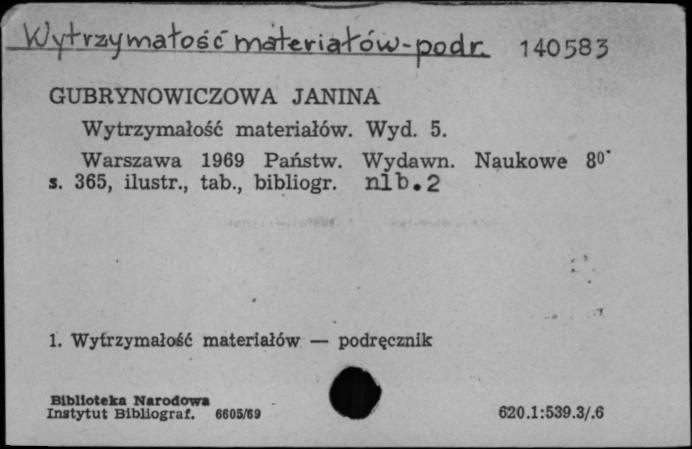 Wytrzymałość materiałów-podr. 140583
GUBRYNOWICZOWA JANINA
Wytrzymałość materiałów. Wyd. 5.
Warszawa 1969 Państw. Wydawn. Naukowe 8⁰
s. 365, ilustr., tab., bibliogr. nlb.2
1. Wytrzymałość materiałów — podręcznik
Biblioteka Narodowa
Instytut Bibliograf. 6605/69
620.1:539.3/.6